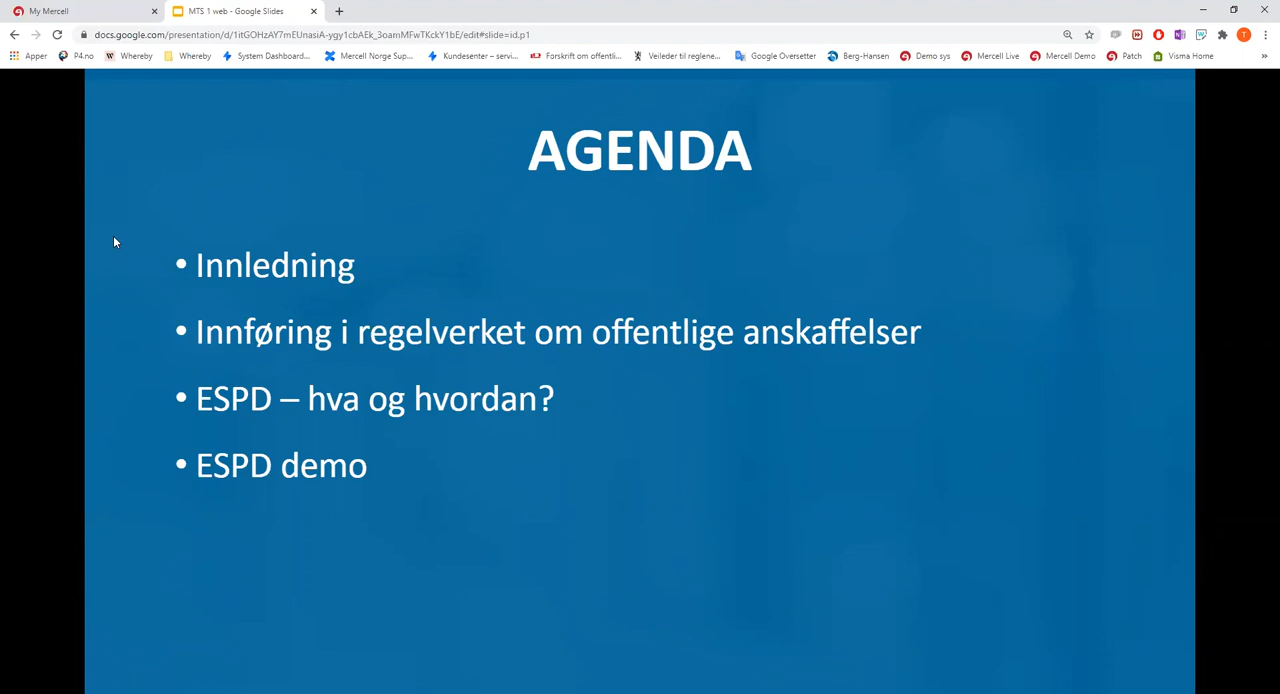 My Mercell
MTS 1 web - Google Slides
docs.google.com/presentation/d/1itGOHzAY7mEUnasiA-ygy1cbAEk_3oamMFwTKckY1bE/edit#slide=id.p1
T
Apper
P4.no
Whereby
Whereby
System Dashboard...
Mercell Norge Sup...
Kundesenter – servi...
Forskrift om offentl...
Veileder til reglene...
Google Oversetter
Berg-Hansen
Demo sys
Mercell Live
Mercell Demo
Patch
Visma Home
»
AGENDA
• Innledning
• Innføring i regelverket om offentlige anskaffelser
• ESPD – hva og hvordan?
• ESPD demo